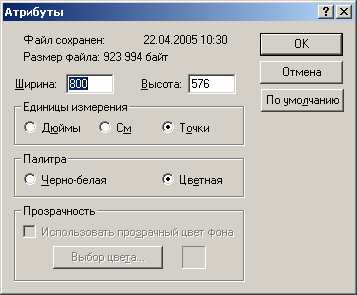 Атрибуты
Файл сохранен: 22.04.2005 10:30
Размер файла: 923 994 байт
Ширина: 800 Высота: 576
OK
Отмена
По умолчанию
Единицы измерения
Дюймы См Точки
Палитра
Черно-белая Цветная
Прозрачность
Использовать прозрачный цвет фона
Выбор цвета...